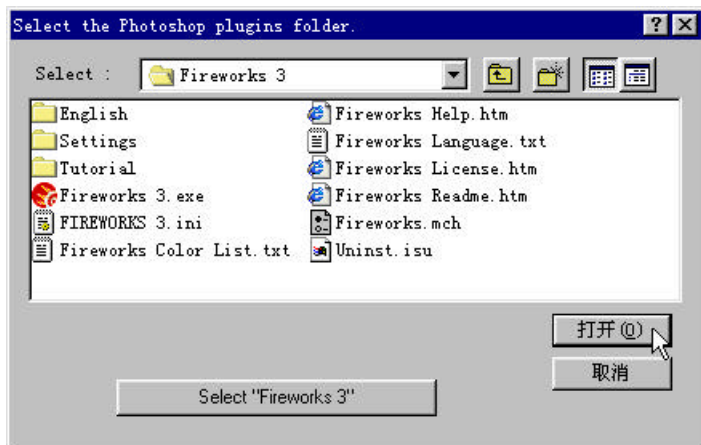 Select the Photoshop plugins folder.
Select : Fireworks 3
English
Settings
Tutorial
Fireworks 3.exe
FIREWORKS 3.ini
Fireworks Color List.txt
Fireworks Help.htm
Fireworks Language.txt
Fireworks License.htm
Fireworks Readme.htm
Fireworks.mch
Uninst.isu
打开(O)
取消
Select "Fireworks 3"